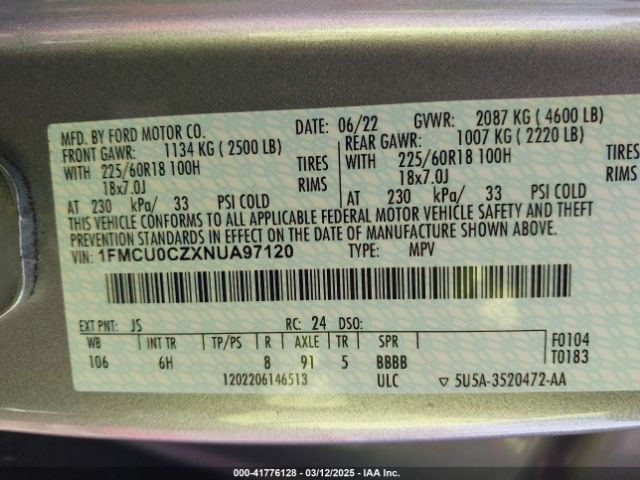 MFD. BY FORD MOTOR CO.
DATE: 06/22 GVWR: 2087 KG ( 4600 LB)
FRONT GAWR: 1134 KG ( 2500 LB) REAR GAWR: 1007 KG ( 2220 LB)
WITH 225/60R18 100H TIRES WITH 225/60R18 100H TIRES
18x7.0J RIMS 18x7.0J RIMS
AT 230 kPa/ 33 PSI COLD AT 230 kPa/ 33 PSI COLD
THIS VEHICLE CONFORMS TO ALL APPLICABLE FEDERAL MOTOR VEHICLE SAFETY AND THEFT
PREVENTION STANDARDS IN EFFECT ON THE DATE OF MANUFACTURE SHOWN ABOVE.
VIN: 1FMCU0CZXNUA97120 TYPE: MPV
EXT PNT: JS RC: 24 DSO:
WB INT TR TP/PS R AXLE TR SPR F0104
106 6H 8 91 5 BBBB T0183
1202206146513 ULC ▽ 5U5A-3520472-AA
000-41776128 — 03/12/2025 — IAA Inc.